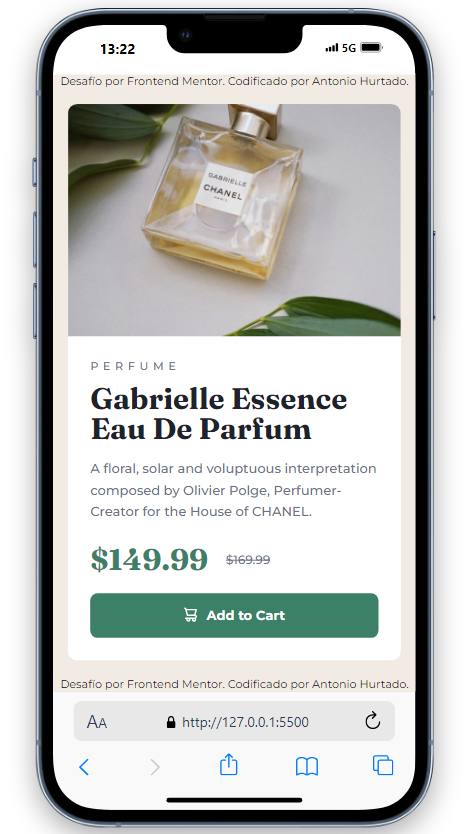 13:22
5G
Desafío por Frontend Mentor. Codificado por Antonio Hurtado.
GABRIELLE
CHANEL
PARIS
PERFUME
Gabrielle Essence
Eau De Parfum
A floral, solar and voluptuous interpretation
composed by Olivier Polge, Perfumer-
Creator for the House of CHANEL.
$149.99 $169.99
Add to Cart
Desafío por Frontend Mentor. Codificado por Antonio Hurtado.
AA http://127.0.0.1:5500